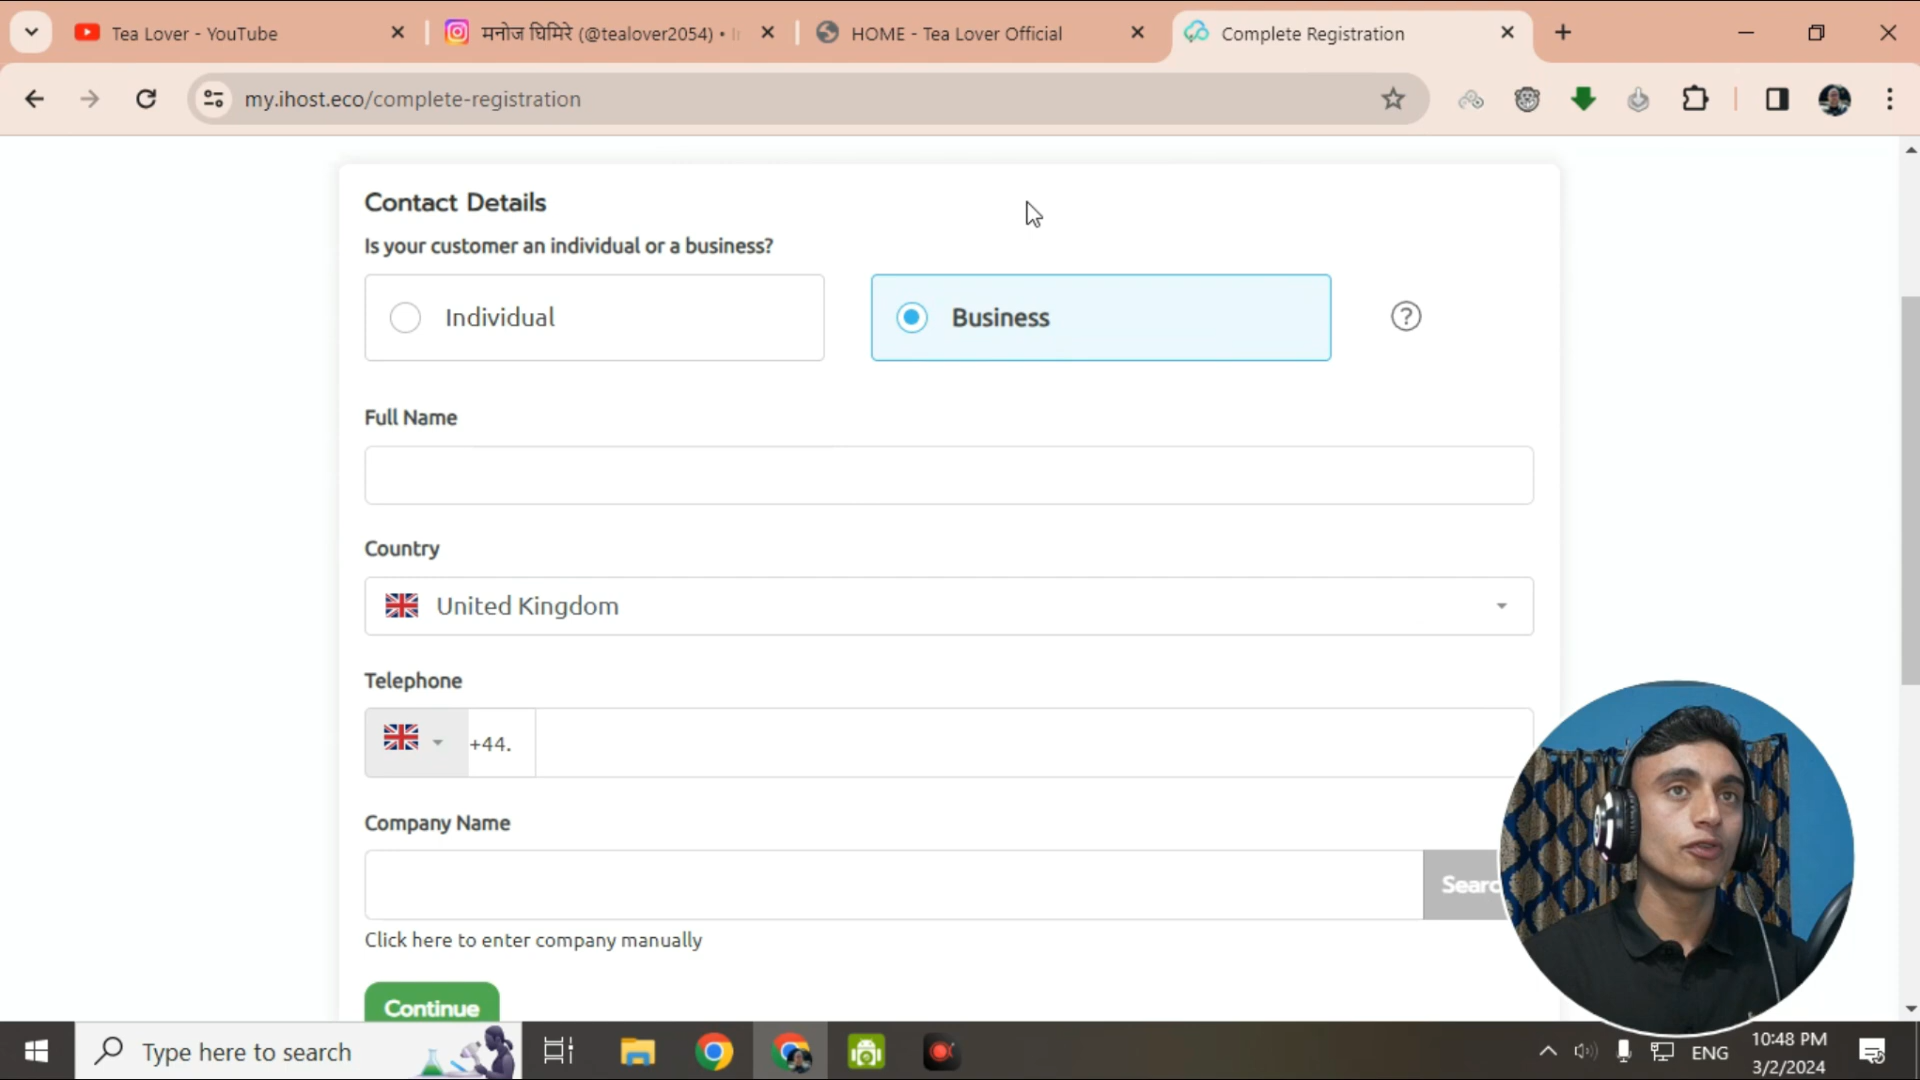 Tea Lover - YouTube
मनोज घिमिरे (@tealover2054) •
HOME - Tea Lover Official
Complete Registration
my.ihost.eco/complete-registration
Contact Details
Is your customer an individual or a business?
Individual
Business
?
Full Name
Country
United Kingdom
Telephone
+44.
Company Name
Searc
Click here to enter company manually
Continue
Type here to search
ENG
10:48 PM
3/2/2024